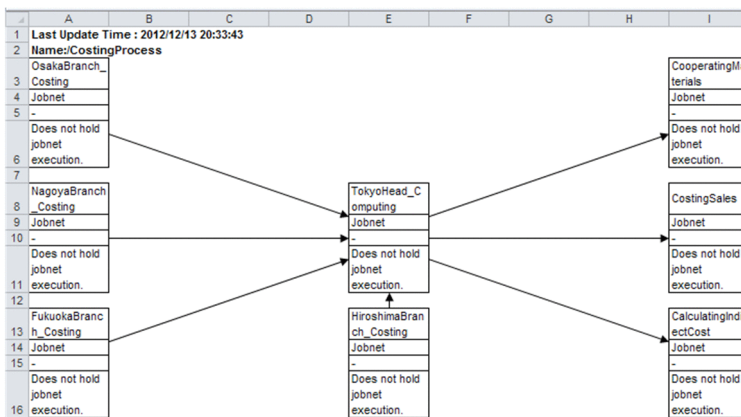 A B C D E F G H I
1 Last Update Time : 2012/12/13 20:33:43
2 Name:/CostingProcess
OsakaBranch_ CooperatingMa
3 Costing terials
4 Jobnet Jobnet
5 - -
Does not hold Does not hold
jobnet jobnet
6 execution. execution.
7
NagoyaBranch TokyoHead_C
8 _Costing omputing CostingSales
9 Jobnet Jobnet Jobnet
10 - - -
Does not hold Does not hold Does not hold
jobnet jobnet jobnet
11 execution. execution. execution.
12
FukuokaBranc HiroshimaBran CalculatingIndi
13 h_Costing ch_Costing ectCost
14 Jobnet Jobnet Jobnet
15 - - -
Does not hold Does not hold Does not hold
jobnet jobnet jobnet
16 execution. execution. execution.